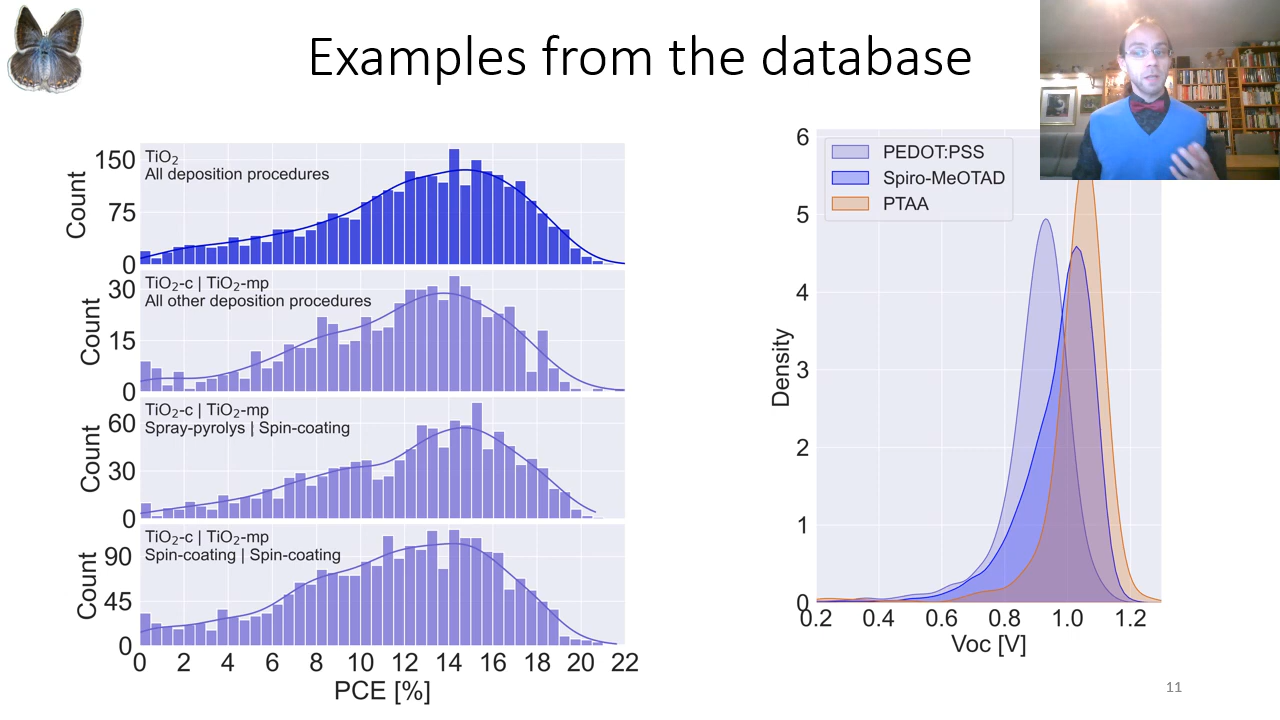 Examples from the database
TiO₂
All deposition procedures
Count
150
75
0
TiO₂-c | TiO₂-mp
All other deposition procedures
Count
30
15
0
TiO₂-c | TiO₂-mp
Spray-pyrolys | Spin-coating
Count
60
30
0
TiO₂-c | TiO₂-mp
Spin-coating | Spin-coating
Count
90
45
0
0 2 4 6 8 10 12 14 16 18 20 22
PCE [%]
PEDOT:PSS
Spiro-MeOTAD
PTAA
Density
6
5
4
3
2
1
0
0.2 0.4 0.6 0.8 1.0 1.2
Voc [V]
11